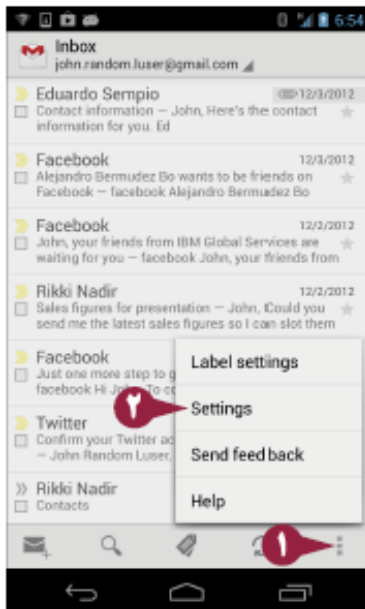 6:54
Inbox
john.random.luser@gmail.com
Eduardo Sempio 12/3/2012
Contact information — John, Here's the contact
information for you. Ed
Facebook 12/3/2012
Alejandro Bermudez Bo wants to be friends on
Facebook — facebook Alejandro Bermudez Bo
Facebook 12/2/2012
John, your friends from IBM Global Services are
waiting for you — facebook John, your friends from
Rikki Nadir 12/2/2012
Sales figures for presentation — John, Could you
send me the latest sales figures so I can slot them
Facebook
Just one more step to g
facebook Hi John To co
Twitter
Confirm your Twitter ac
— John Random Luser,
Rikki Nadir
Contacts
Label settings
۲ Settings
Send feedback
Help
۱